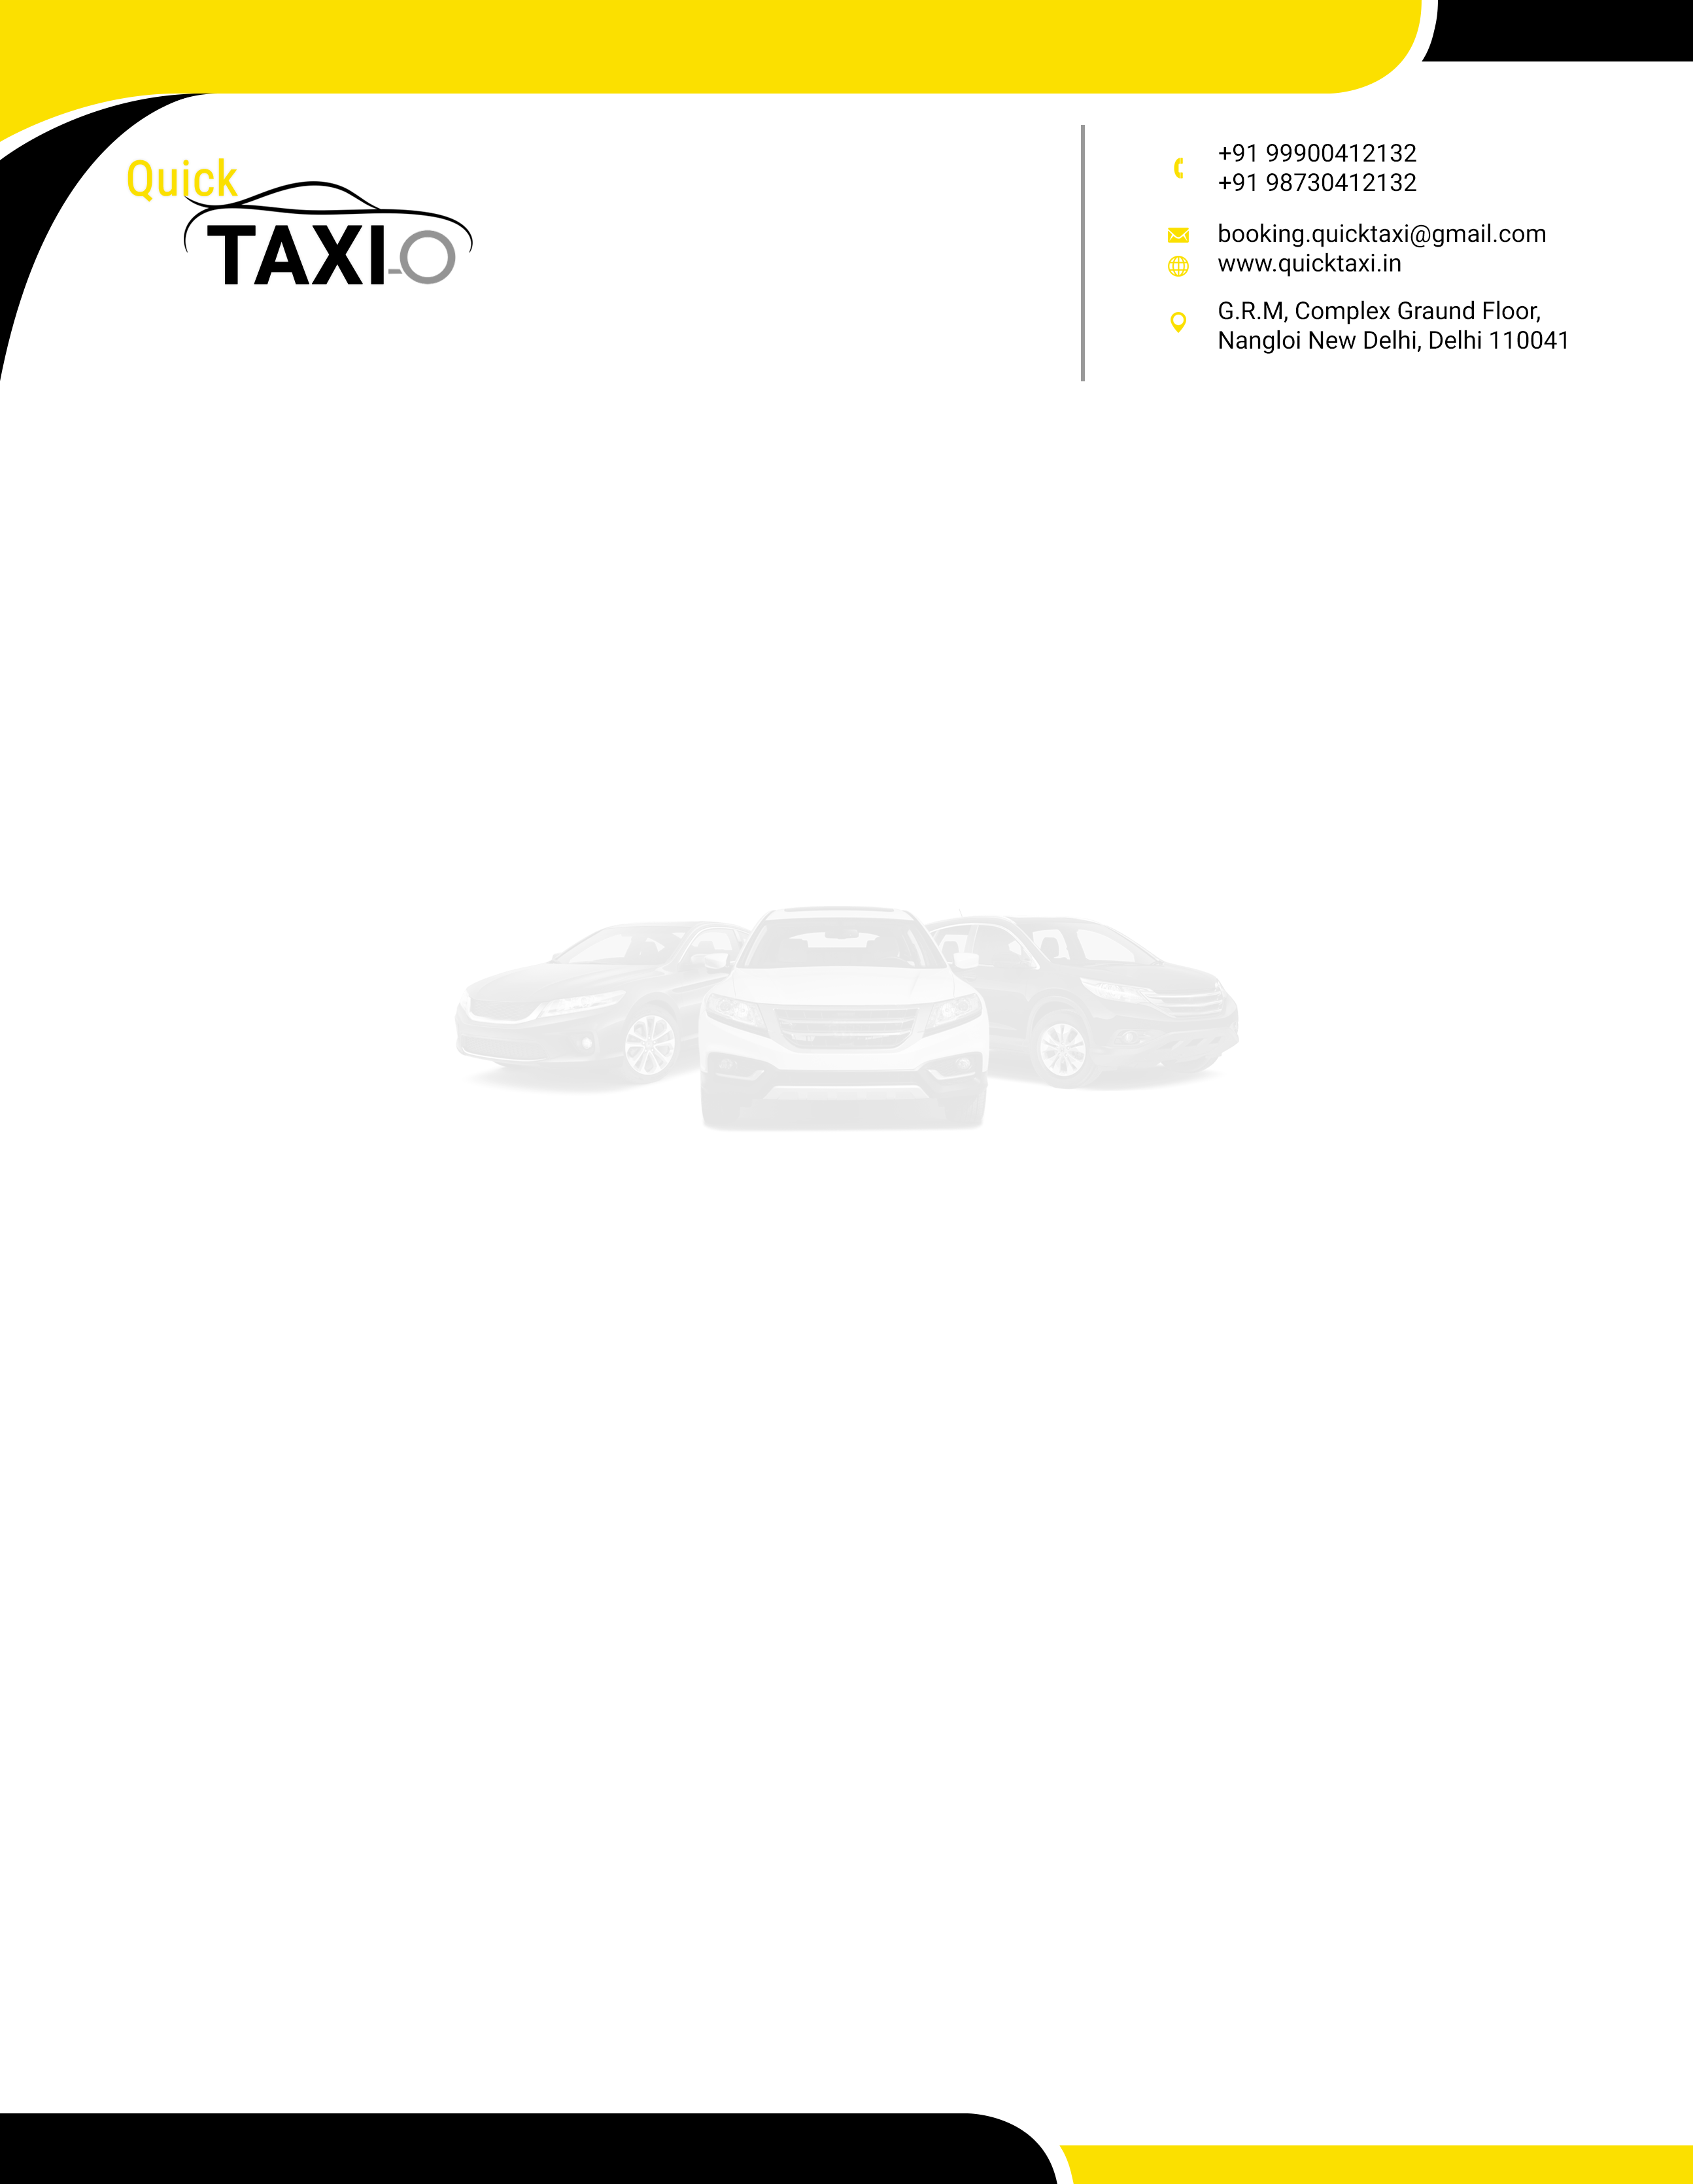 Quick
TAXI-O
+91 99900412132
+91 98730412132
booking.quicktaxi@gmail.com
www.quicktaxi.in
G.R.M, Complex Graund Floor,
Nangloi New Delhi, Delhi 110041